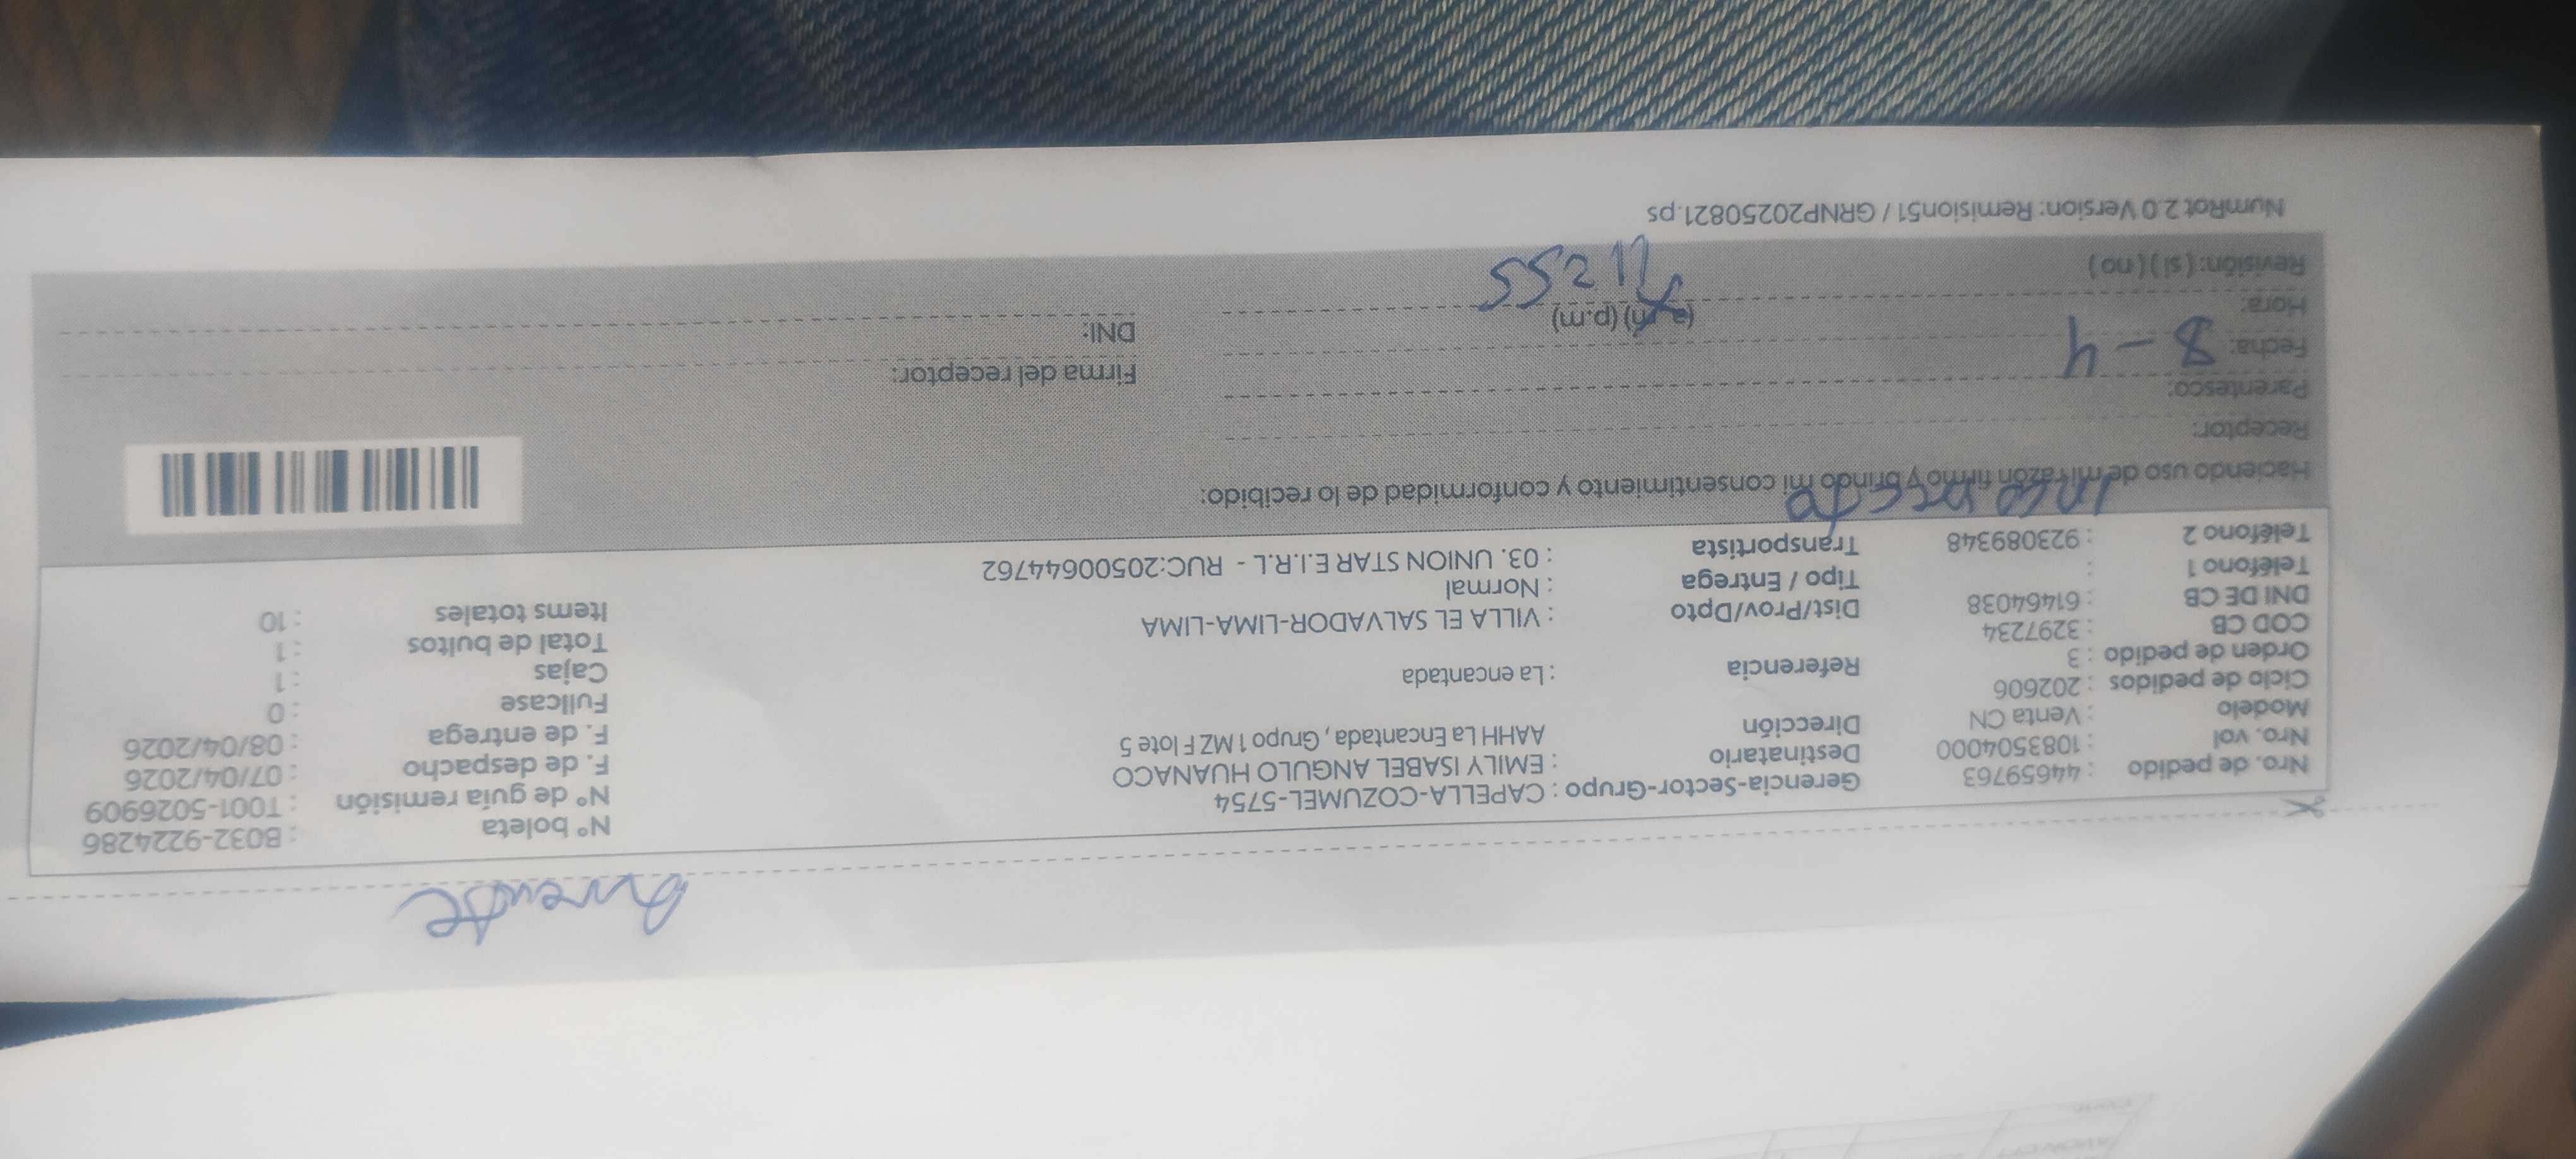 Ausente
Nro. de pedido : 44659763
Nro. vol : 1083504000
Modelo : Venta CN
Ciclo de pedidos : 202606
Orden de pedido : 3
COD CB : 3297234
DNI DE CB : 61464038
Teléfono 1 :
Teléfono 2 : 923089348
Gerencia-Sector-Grupo : CAPELLA-COZUMEL-5754
Destinatario : EMILY ISABEL ANGULO HUANACO
Dirección AAHH La Encantada , Grupo 1 MZ F lote 5
Referencia : La encantada
Dist/Prov/Dpto : VILLA EL SALVADOR-LIMA-LIMA
Tipo / Entrega : Normal
Transportista : 03. UNION STAR E.I.R.L - RUC:20500644762
N° boleta : B032-9224286
N° de guía remisión : T001-5026909
F. de despacho : 07/04/2026
F. de entrega : 08/04/2026
Fullcase : 0
Cajas : 1
Total de bultos : 1
Items totales : 10
Incorrecto
Haciendo uso de mi razón firmo y brindo mi consentimiento y conformidad de lo recibido:
Receptor:
Parentesco:
Fecha: 8-4
Hora: (a.m) (p.m)
Revisión: ( si ) ( no )
Firma del receptor:
DNI:
NumRot 2.0 Version: Remision51 / GRNP20250821.ps